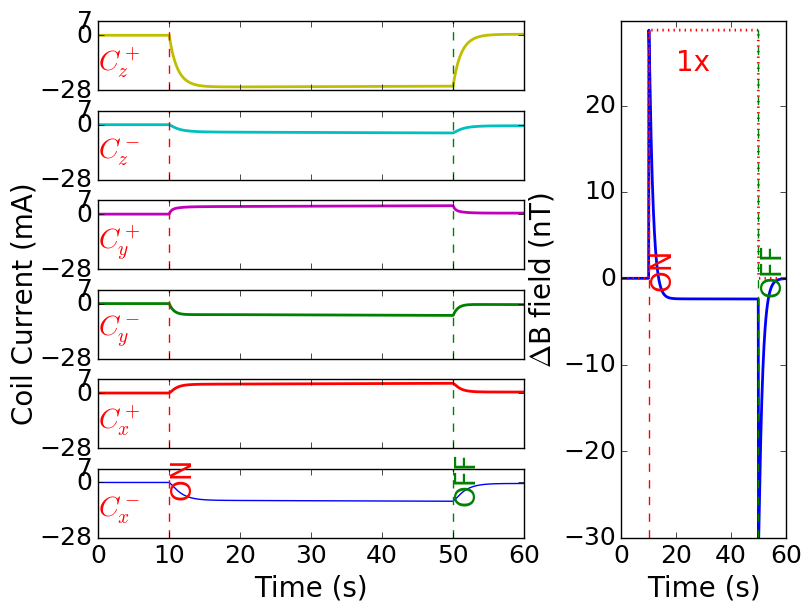 Coil Current (mA)
7
0
−28
C_z^+
7
0
−28
C_z^-
7
0
−28
C_y^+
7
0
−28
C_y^-
7
0
−28
C_x^+
7
0
−28
C_x^-
ON
OFF
0 10 20 30 40 50 60
Time (s)
ΔB field (nT)
20
10
0
−10
−20
−30
1x
ON
OFF
0 20 40 60
Time (s)